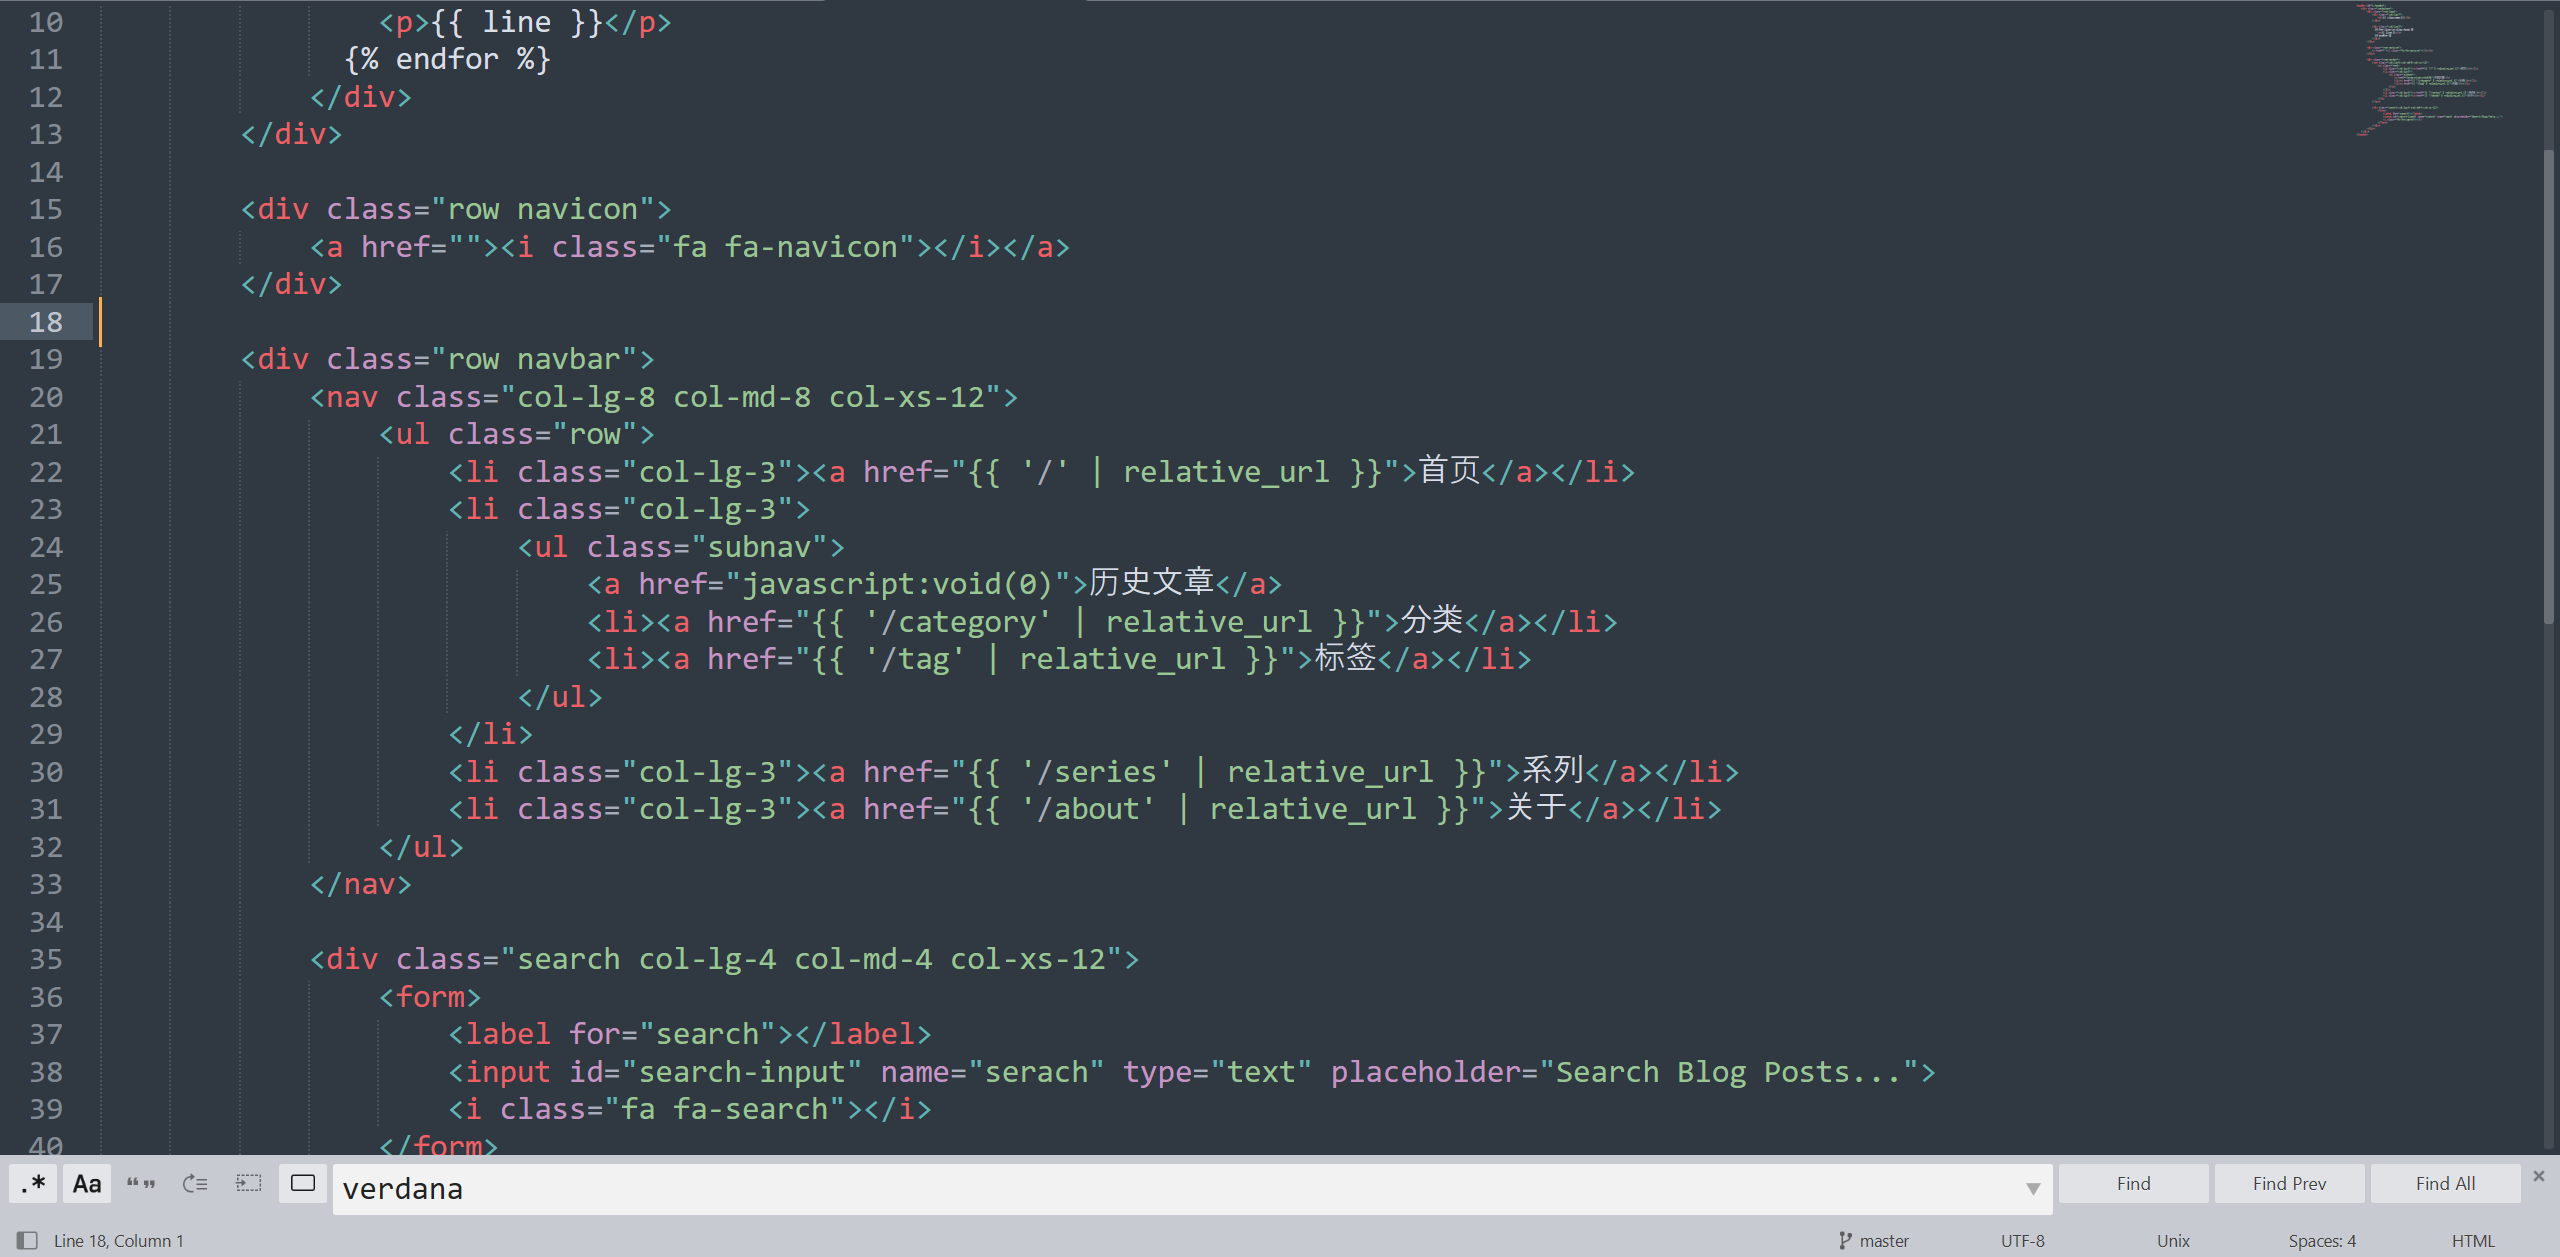 10 <p>{{ line }}</p>
11 {% endfor %}
12 </div>
13 </div>
14
15 <div class="row navicon">
16 <a href=""><i class="fa fa-navicon"></i></a>
17 </div>
18
19 <div class="row navbar">
20 <nav class="col-lg-8 col-md-8 col-xs-12">
21 <ul class="row">
22 <li class="col-lg-3"><a href="{{ '/' | relative_url }}">首页</a></li>
23 <li class="col-lg-3">
24 <ul class="subnav">
25 <a href="javascript:void(0)">历史文章</a>
26 <li><a href="{{ '/category' | relative_url }}">分类</a></li>
27 <li><a href="{{ '/tag' | relative_url }}">标签</a></li>
28 </ul>
29 </li>
30 <li class="col-lg-3"><a href="{{ '/series' | relative_url }}">系列</a></li>
31 <li class="col-lg-3"><a href="{{ '/about' | relative_url }}">关于</a></li>
32 </ul>
33 </nav>
34
35 <div class="search col-lg-4 col-md-4 col-xs-12">
36 <form>
37 <label for="search"></label>
38 <input id="search-input" name="serach" type="text" placeholder="Search Blog Posts...">
39 <i class="fa fa-search"></i>
40 </form>
.* Aa “” verdana Find Find Prev Find All ×
Line 18, Column 1 master UTF-8 Unix Spaces: 4 HTML